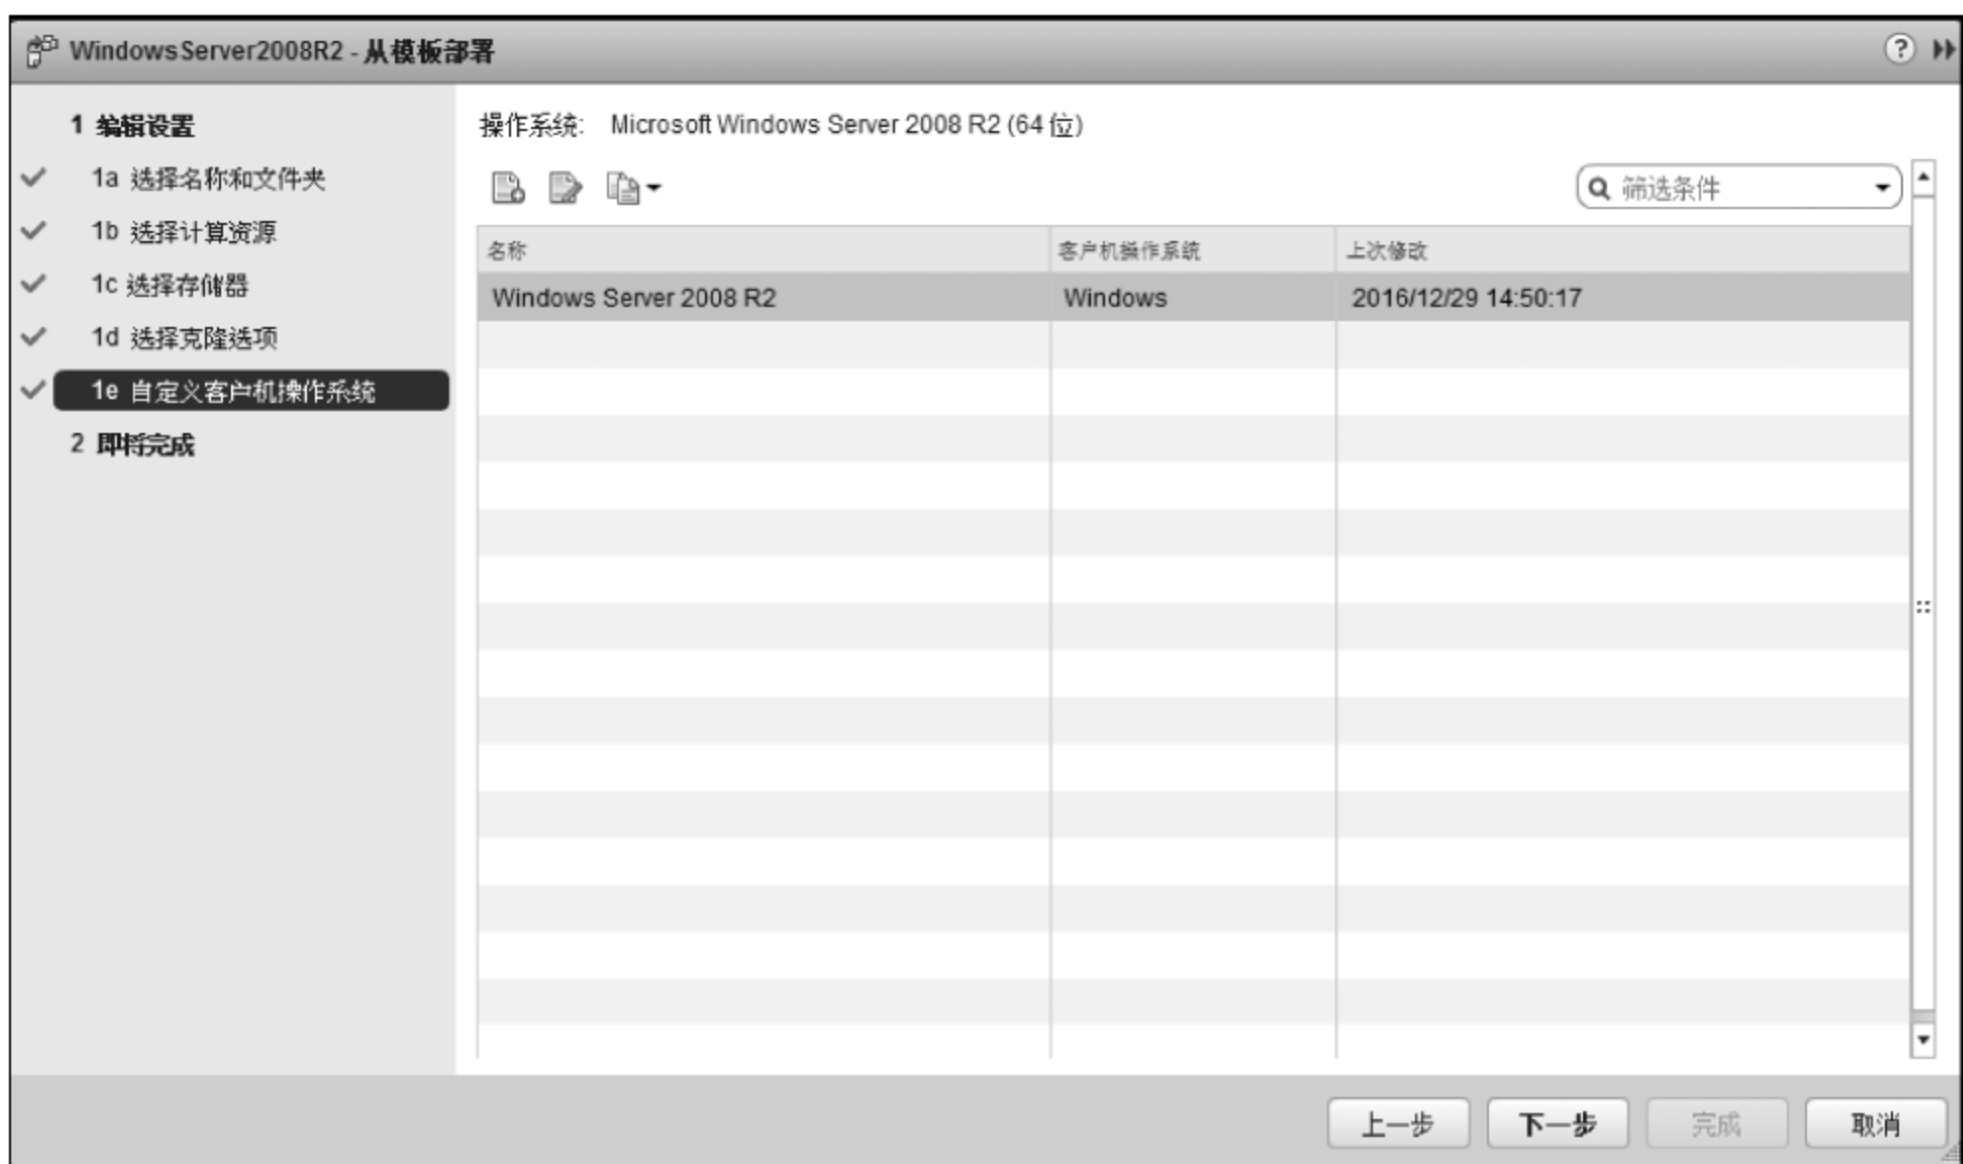 WindowsServer2008R2 - 从模板部署
1 编辑设置
1a 选择名称和文件夹
1b 选择计算资源
1c 选择存储器
1d 选择克隆选项
1e 自定义客户机操作系统
2 即将完成
操作系统: Microsoft Windows Server 2008 R2 (64 位)
筛选条件
名称 客户机操作系统 上次修改
Windows Server 2008 R2 Windows 2016/12/29 14:50:17
上一步 下一步 完成 取消